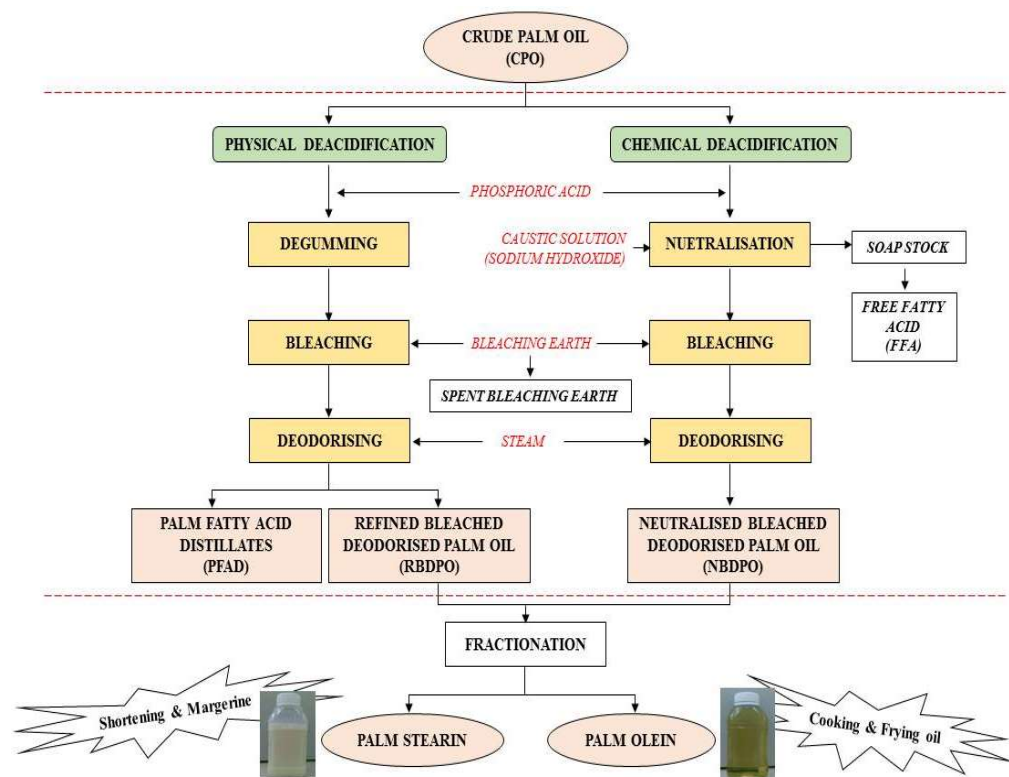 CRUDE PALM OIL
(CPO)
PHYSICAL DEACIDIFICATION
CHEMICAL DEACIDIFICATION
PHOSPHORIC ACID
DEGUMMING
CAUSTIC SOLUTION
(SODIUM HYDROXIDE)
NUETRALISATION
SOAP STOCK
FREE FATTY
ACID
(FFA)
BLEACHING
BLEACHING EARTH
BLEACHING
SPENT BLEACHING EARTH
DEODORISING
STEAM
DEODORISING
PALM FATTY ACID
DISTILLATES
(PFAD)
REFINED BLEACHED
DEODORISED PALM OIL
(RBDPO)
NEUTRALISED BLEACHED
DEODORISED PALM OIL
(NBDPO)
FRACTIONATION
Shortening & Margerine
PALM STEARIN
PALM OLEIN
Cooking & Frying oil